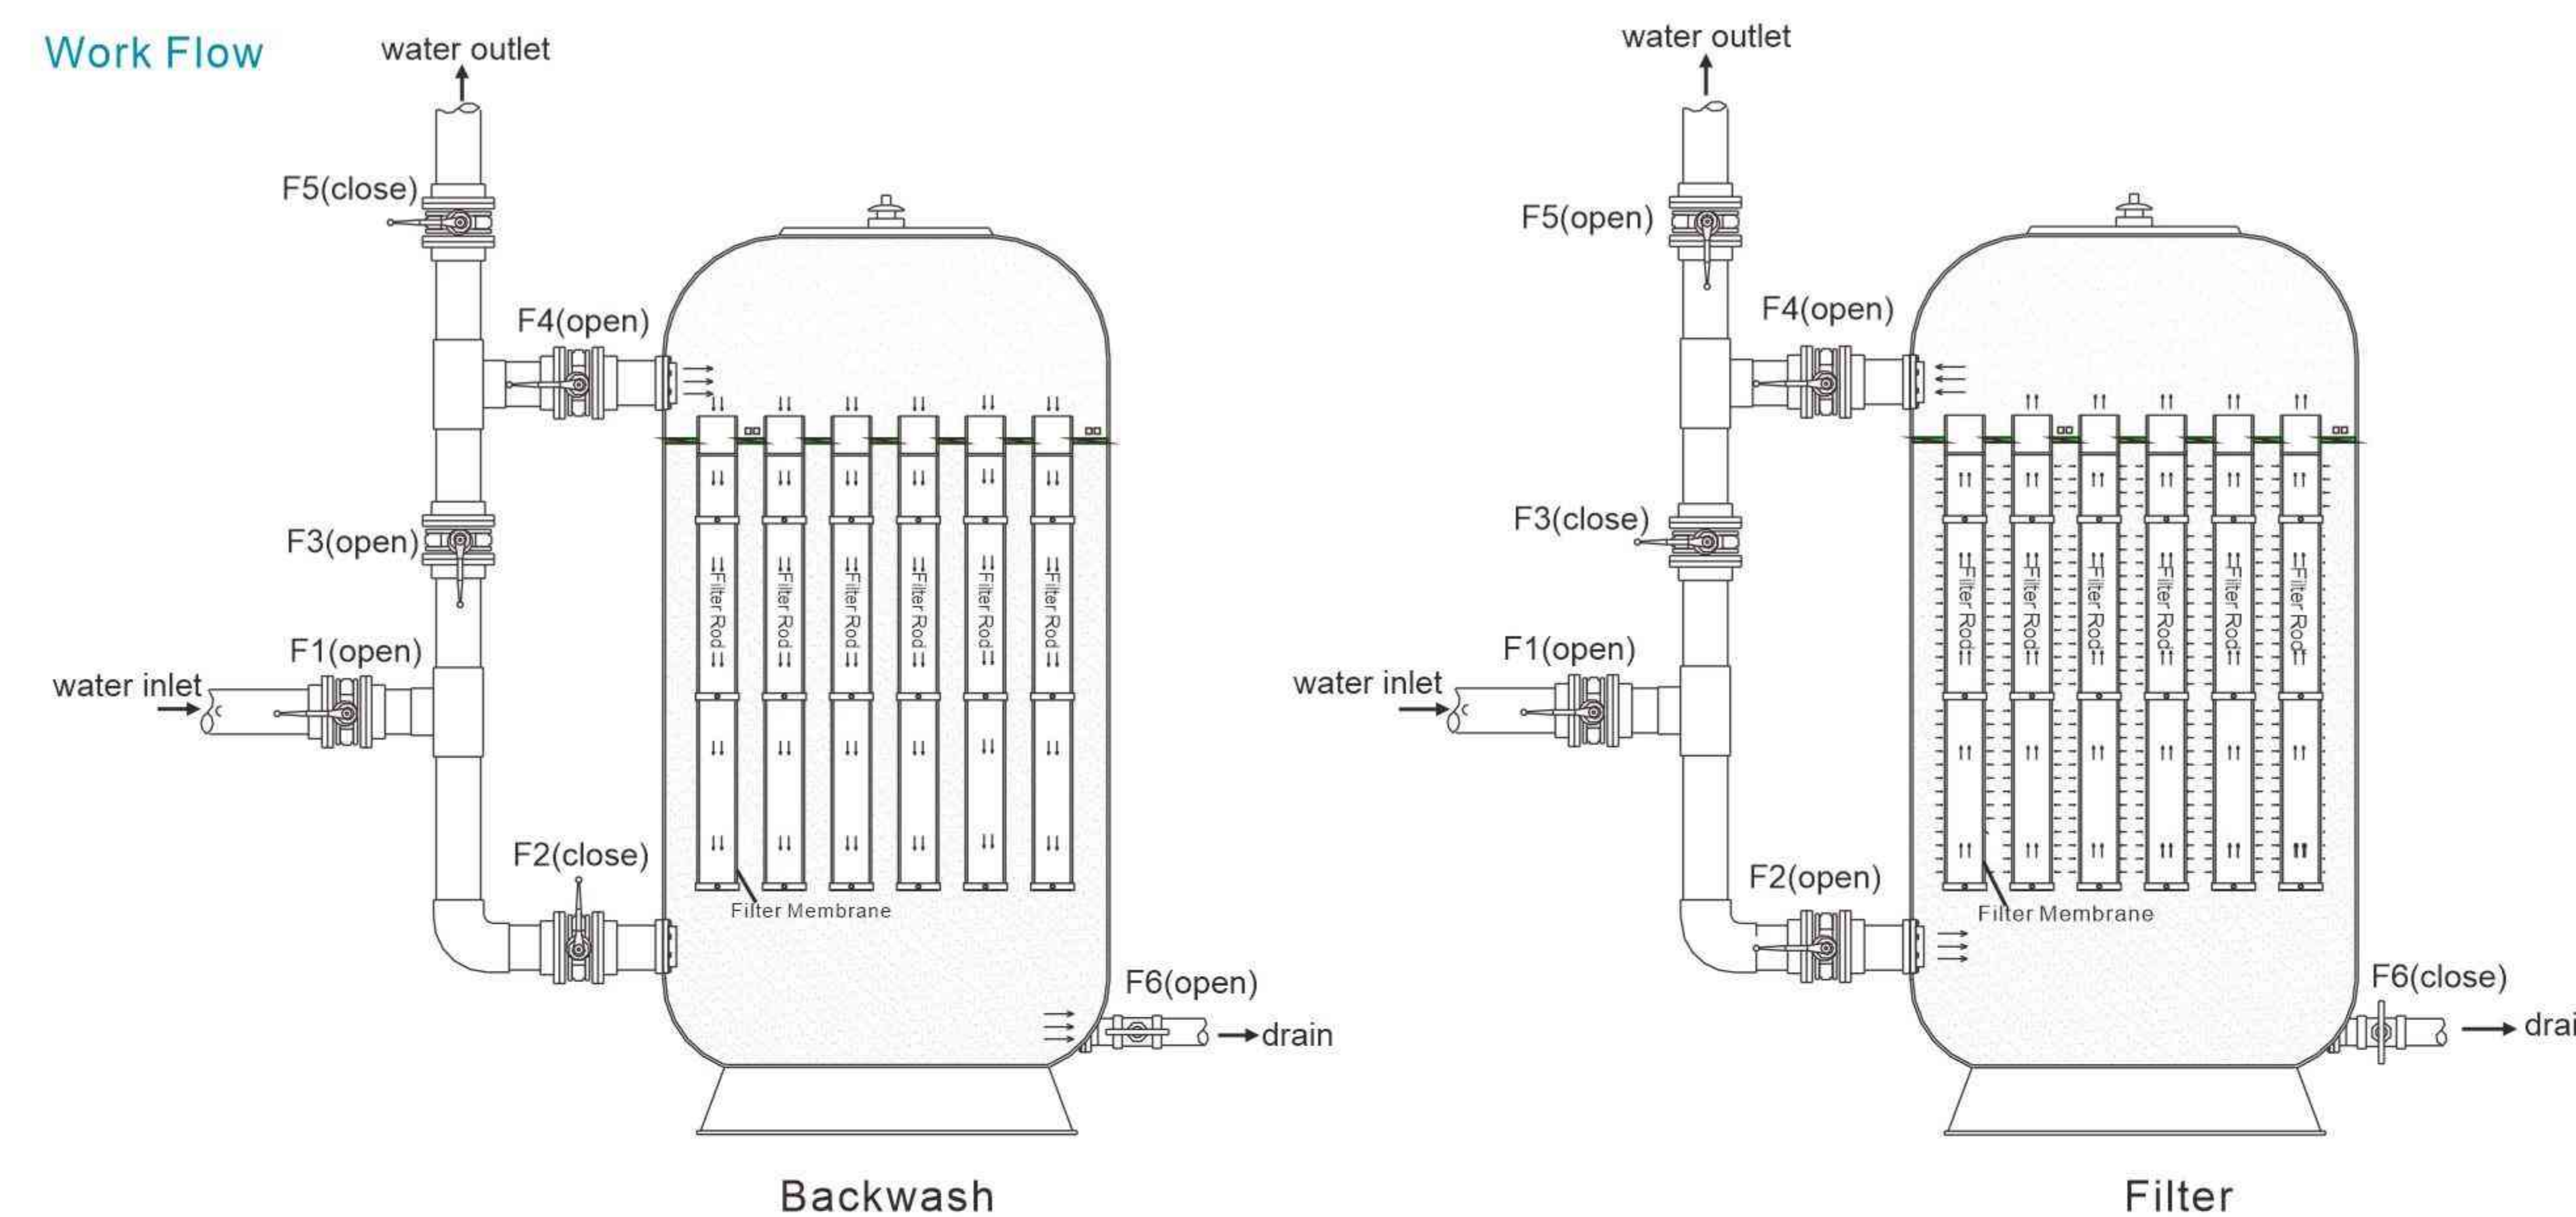 Work Flow
water outlet
F5(close)
F4(open)
F3(open)
F1(open)
water inlet
F2(close)
Filter Rod
Filter Rod
Filter Rod
Filter Rod
Filter Rod
Filter Rod
Filter Membrane
F6(open)
drain
Backwash
water outlet
F5(open)
F4(open)
F3(close)
F1(open)
water inlet
F2(open)
Filter Rod
Filter Rod
Filter Rod
Filter Rod
Filter Rod
Filter Rod
Filter Membrane
F6(close)
drai
Filter